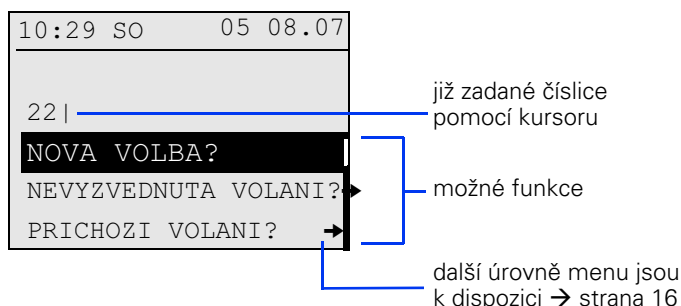 10:29 SO 05 08.07
22|
již zadané číslice
pomocí kursoru
NOVA VOLBA?
NEVYZVEDNUTA VOLANI?→
možné funkce
PRICHOZI VOLANI? →
další úrovně menu jsou
k dispozici → strana 16